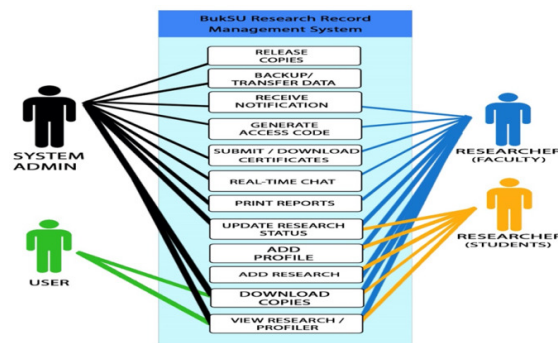 BukSU Research Record
Management System
RELEASE
COPIES
BACKUP/
TRANSFER DATA
RECEIVE
NOTIFICATION
GENERATE
ACCESS CODE
SUBMIT / DOWNLOAD
CERTIFICATES
REAL-TIME CHAT
PRINT REPORTS
UPDATE RESEARCH
STATUS
ADD
PROFILE
ADD RESEARCH
DOWNLOAD
COPIES
VIEW RESEARCH /
PROFILER
SYSTEM
ADMIN
USER
RESEARCHER
(FACULTY)
RESEARCHER
(STUDENTS)